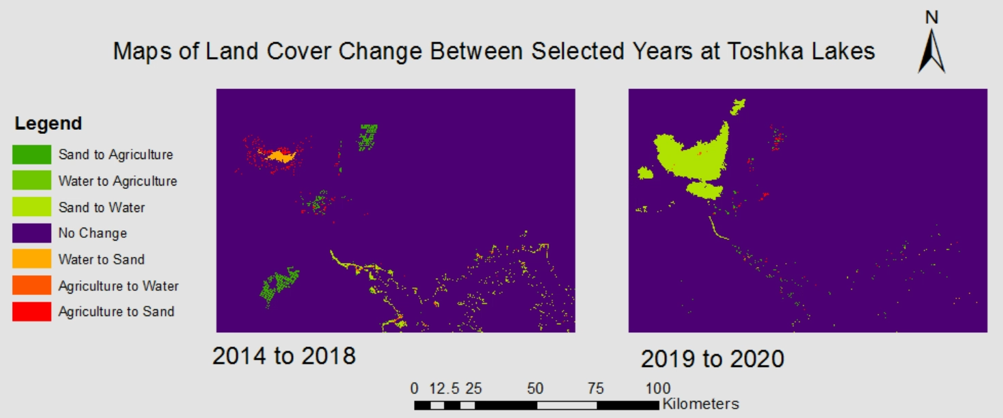 Maps of Land Cover Change Between Selected Years at Toshka Lakes
N
Legend
Sand to Agriculture
Water to Agriculture
Sand to Water
No Change
Water to Sand
Agriculture to Water
Agriculture to Sand
2014 to 2018
2019 to 2020
0 12.5 25 50 75 100
Kilometers